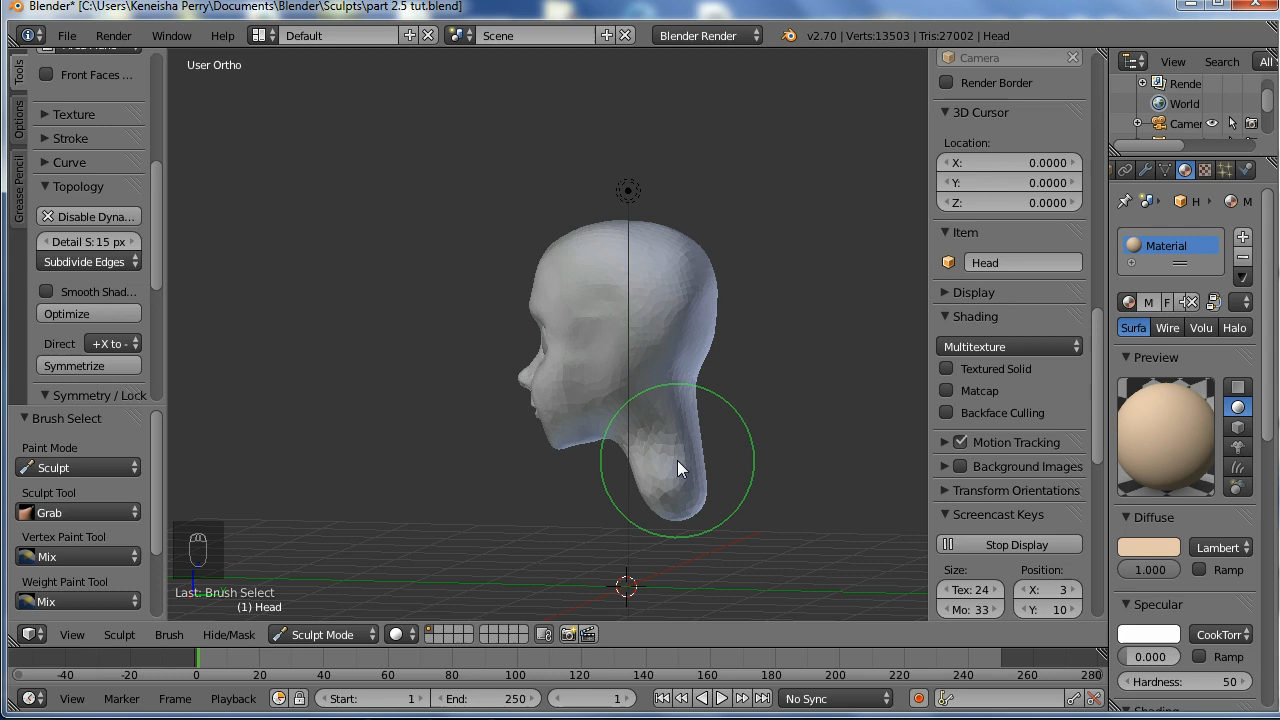 Blender* [C:\Users\Keneisha Perry\Documents\Blender\Sculpts\part 2.5 tut.blend]
File Render Window Help Default Scene Blender Render v2.70 | Verts:13503 | Tris:27002 | Head
Tools
Options
Grease Pencil
Front Faces ...
Texture
Stroke
Curve
Topology
Disable Dyna...
Detail S: 15 px
Subdivide Edges
Smooth Shad...
Optimize
Direct +X to -
Symmetrize
Symmetry / Lock
Brush Select
Paint Mode
Sculpt
Sculpt Tool
Grab
Vertex Paint Tool
Mix
Weight Paint Tool
Mix
User Ortho
Last: Brush Select
(1) Head
Camera
Render Border
3D Cursor
Location:
X: 0.0000
Y: 0.0000
Z: 0.0000
Item
Head
Display
Shading
Multitexture
Textured Solid
Matcap
Backface Culling
Motion Tracking
Background Images
Transform Orientations
Screencast Keys
Stop Display
Size: Position:
Tex: 24 X: 3
Mo: 33 Y: 10
View Search All
Rende
World
Camer
H M
Material
M F
Surfa Wire Volu Halo
Preview
Diffuse
Lambert
1.000 Ramp
Specular
CookTorr
0.000 Ramp
Hardness: 50
View Sculpt Brush Hide/Mask Sculpt Mode
-40 -20 0 20 40 60 80 100 120 140 160 180 200 220 240 260 280
View Marker Frame Playback Start: 1 End: 250 1 No Sync